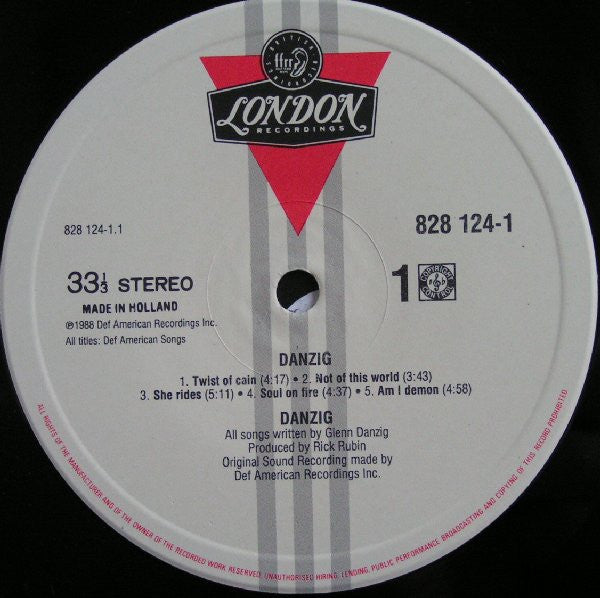 BRITISH
ffrr
RECORDINGS
LONDON
RECORDINGS
828 124-1.1
828 124-1
33⅓ STEREO
1
COPYRIGHT
CONTROL
MADE IN HOLLAND
℗1988 Def American Recordings Inc.
All titles: Def American Songs
DANZIG
1. Twist of cain (4:17) • 2. Not of this world (3:43)
3. She rides (5:11) • 4. Soul on fire (4:37) • 5. Am I demon (4:58)
DANZIG
All songs written by Glenn Danzig
Produced by Rick Rubin
Original Sound Recording made by
Def American Recordings Inc.
ALL RIGHTS OF THE MANUFACTURER AND OF THE OWNER OF THE RECORDED WORK RESERVED. UNAUTHORISED HIRING, LENDING, PUBLIC PERFORMANCE BROADCASTING AND COPYING OF THIS RECORD PROHIBITED